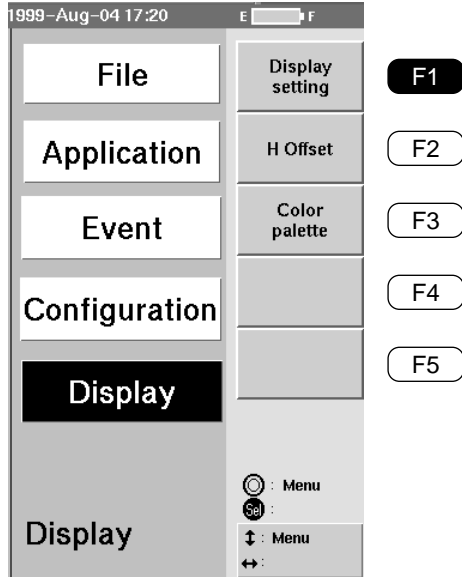 1999-Aug-04 17:20
E F
File
Application
Event
Configuration
Display
Display
Display
setting
H Offset
Color
palette
: Menu
Sel :
: Menu
:
F1
F2
F3
F4
F5